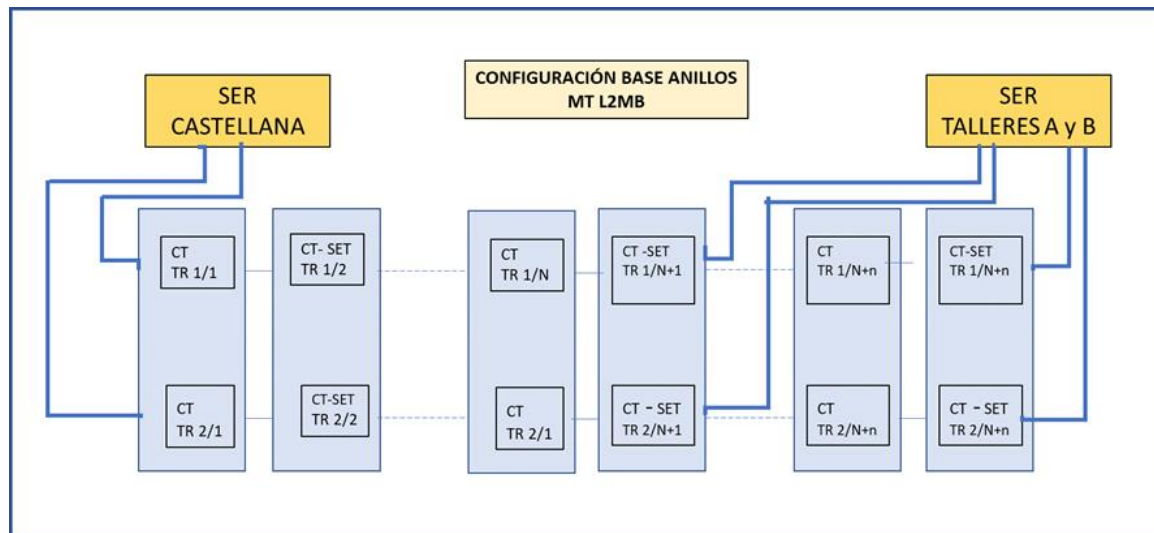 CONFIGURACIÓN BASE ANILLOS
MT L2MB
SER
CASTELLANA
SER
TALLERES A y B
CT
TR 1/1
CT- SET
TR 1/2
CT
TR 1/N
CT -SET
TR 1/N+1
CT
TR 1/N+n
CT-SET
TR 1/N+n
CT
TR 2/1
CT-SET
TR 2/2
CT
TR 2/1
CT - SET
TR 2/N+1
CT
TR 2/N+n
CT - SET
TR 2/N+n